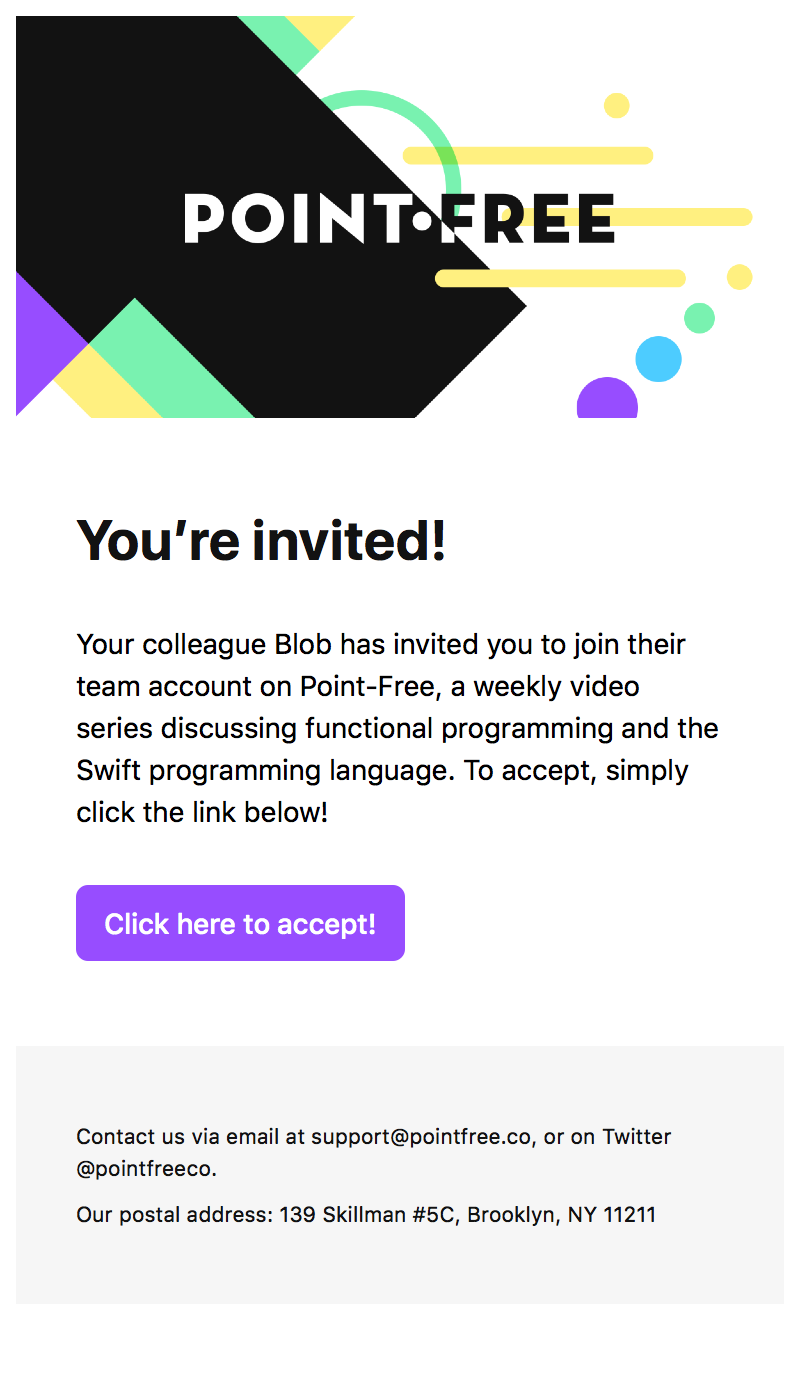 POINT•FREE
You’re invited!
Your colleague Blob has invited you to join their
team account on Point-Free, a weekly video
series discussing functional programming and the
Swift programming language. To accept, simply
click the link below!
Click here to accept!
Contact us via email at support@pointfree.co, or on Twitter
@pointfreeco.
Our postal address: 139 Skillman #5C, Brooklyn, NY 11211